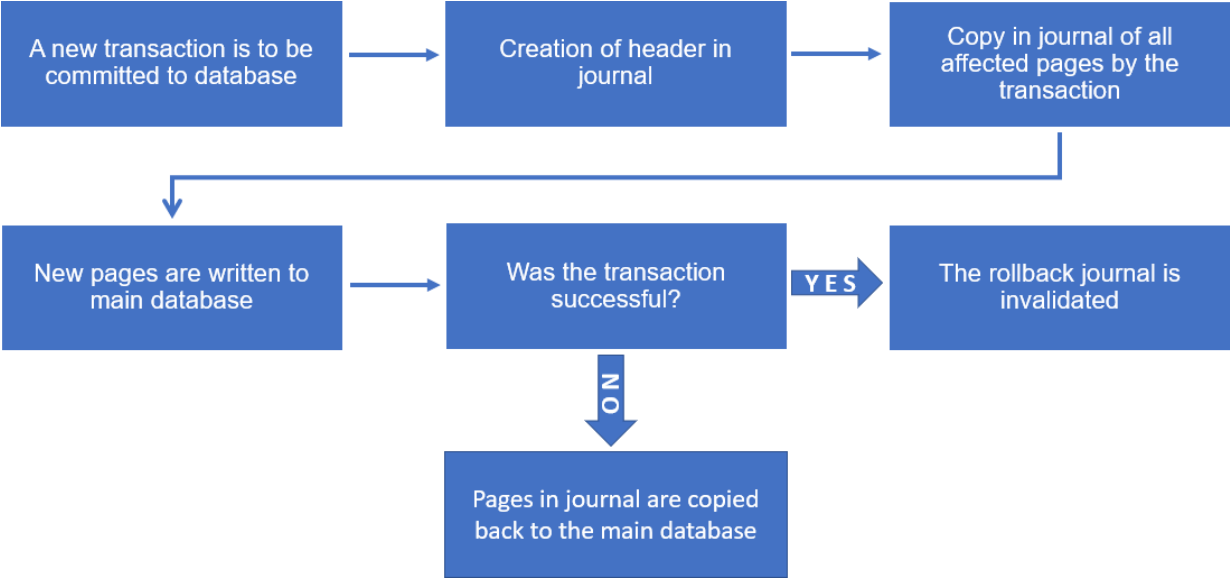 A new transaction is to be
committed to database
Creation of header in
journal
Copy in journal of all
affected pages by the
transaction
New pages are written to
main database
Was the transaction
successful?
YES
The rollback journal is
invalidated
NO
Pages in journal are copied
back to the main database